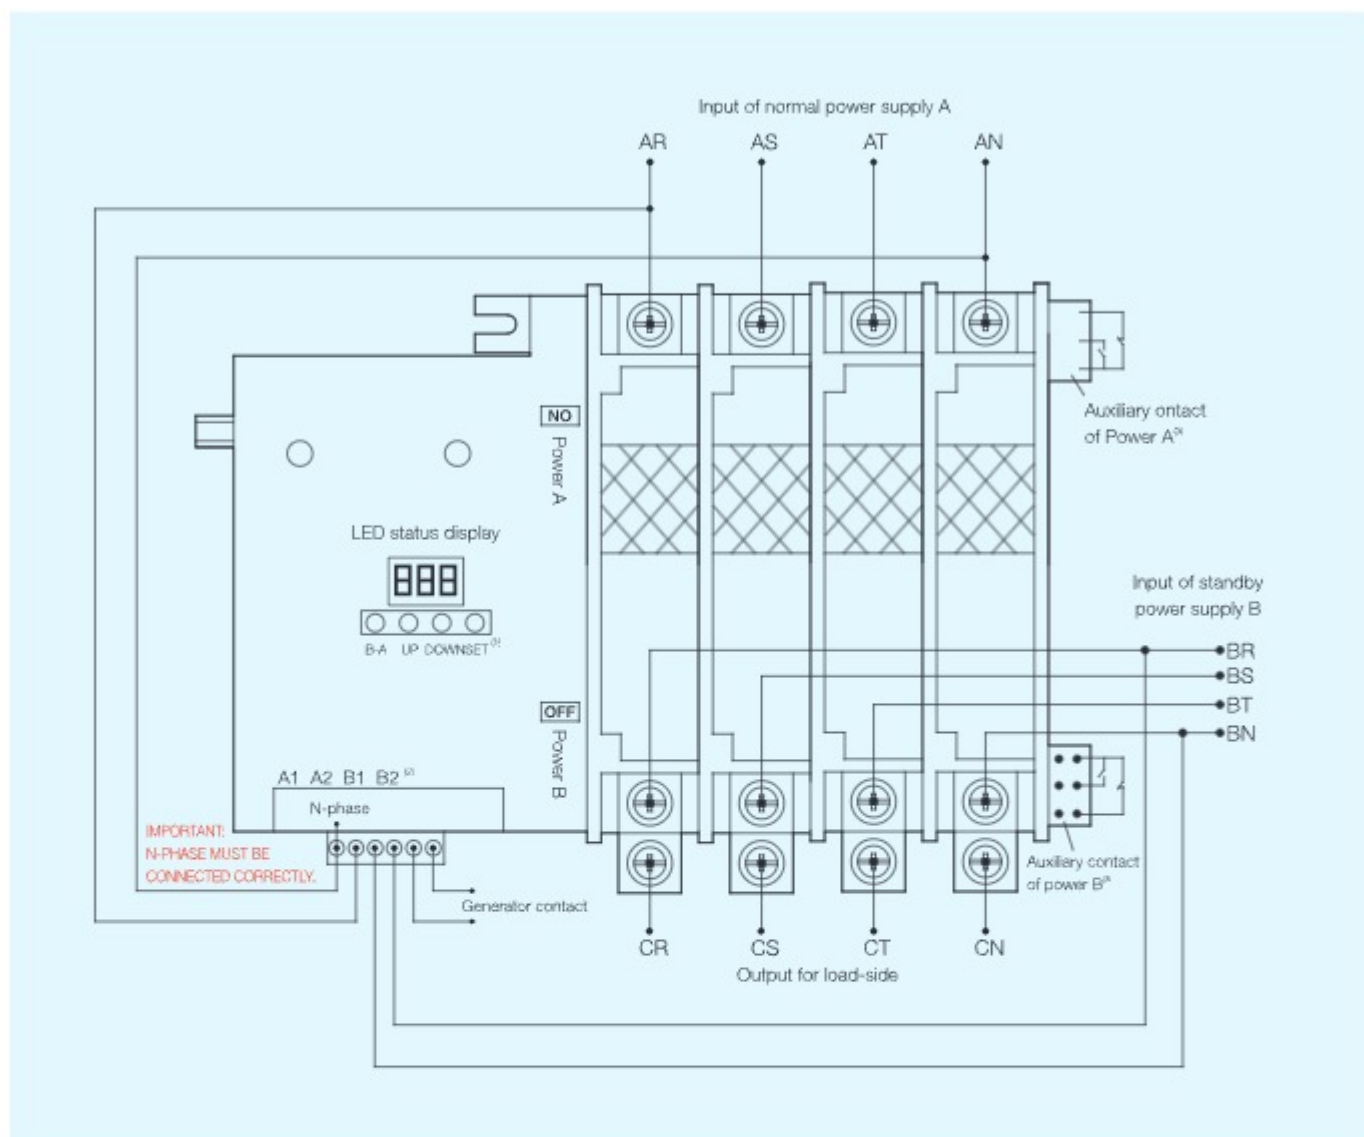 Input of normal power supply A
AR AS AT AN
NO
Power A
Auxiliary ontact
of Power A
LED status display
888
B-A UP DOWNSET
Input of standby
power supply B
BR
BS
BT
BN
OFF
Power B
A1 A2 B1 B2
N-phase
IMPORTANT:
N-PHASE MUST BE
CONNECTED CORRECTLY.
Generator contact
Auxiliary contact
of power B
CR CS CT CN
Output for load-side